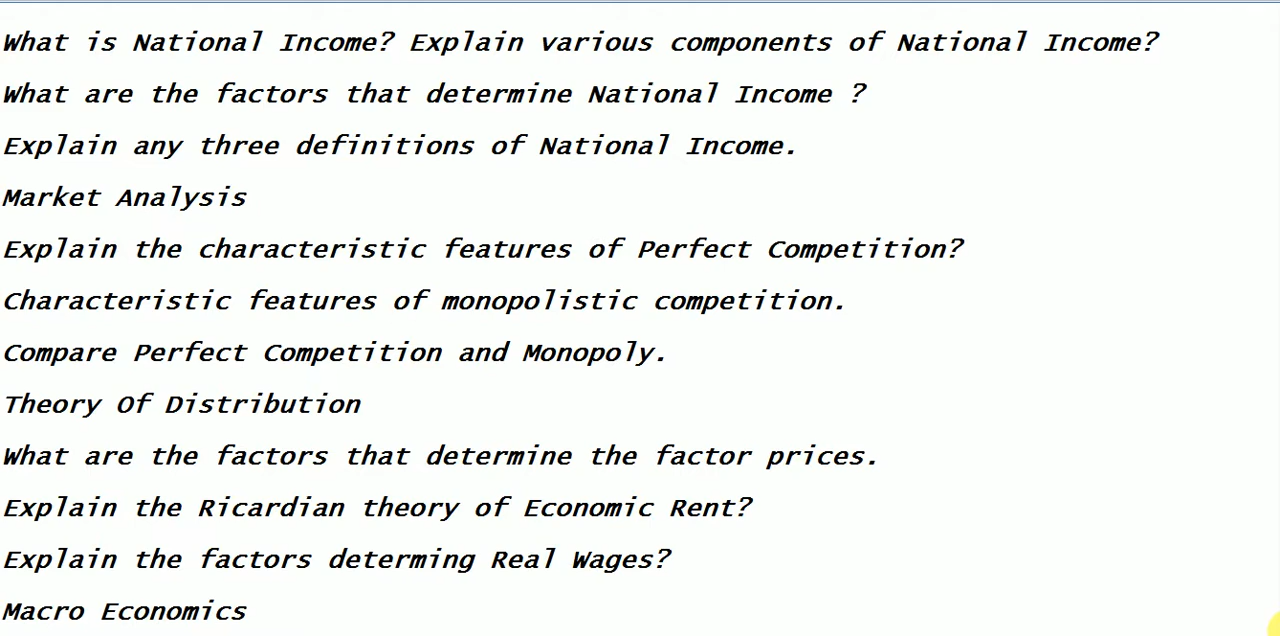 What is National Income? Explain various components of National Income?
What are the factors that determine National Income ?
Explain any three definitions of National Income.
Market Analysis
Explain the characteristic features of Perfect Competition?
Characteristic features of monopolistic competition.
Compare Perfect Competition and Monopoly.
Theory Of Distribution
What are the factors that determine the factor prices.
Explain the Ricardian theory of Economic Rent?
Explain the factors determing Real Wages?
Macro Economics